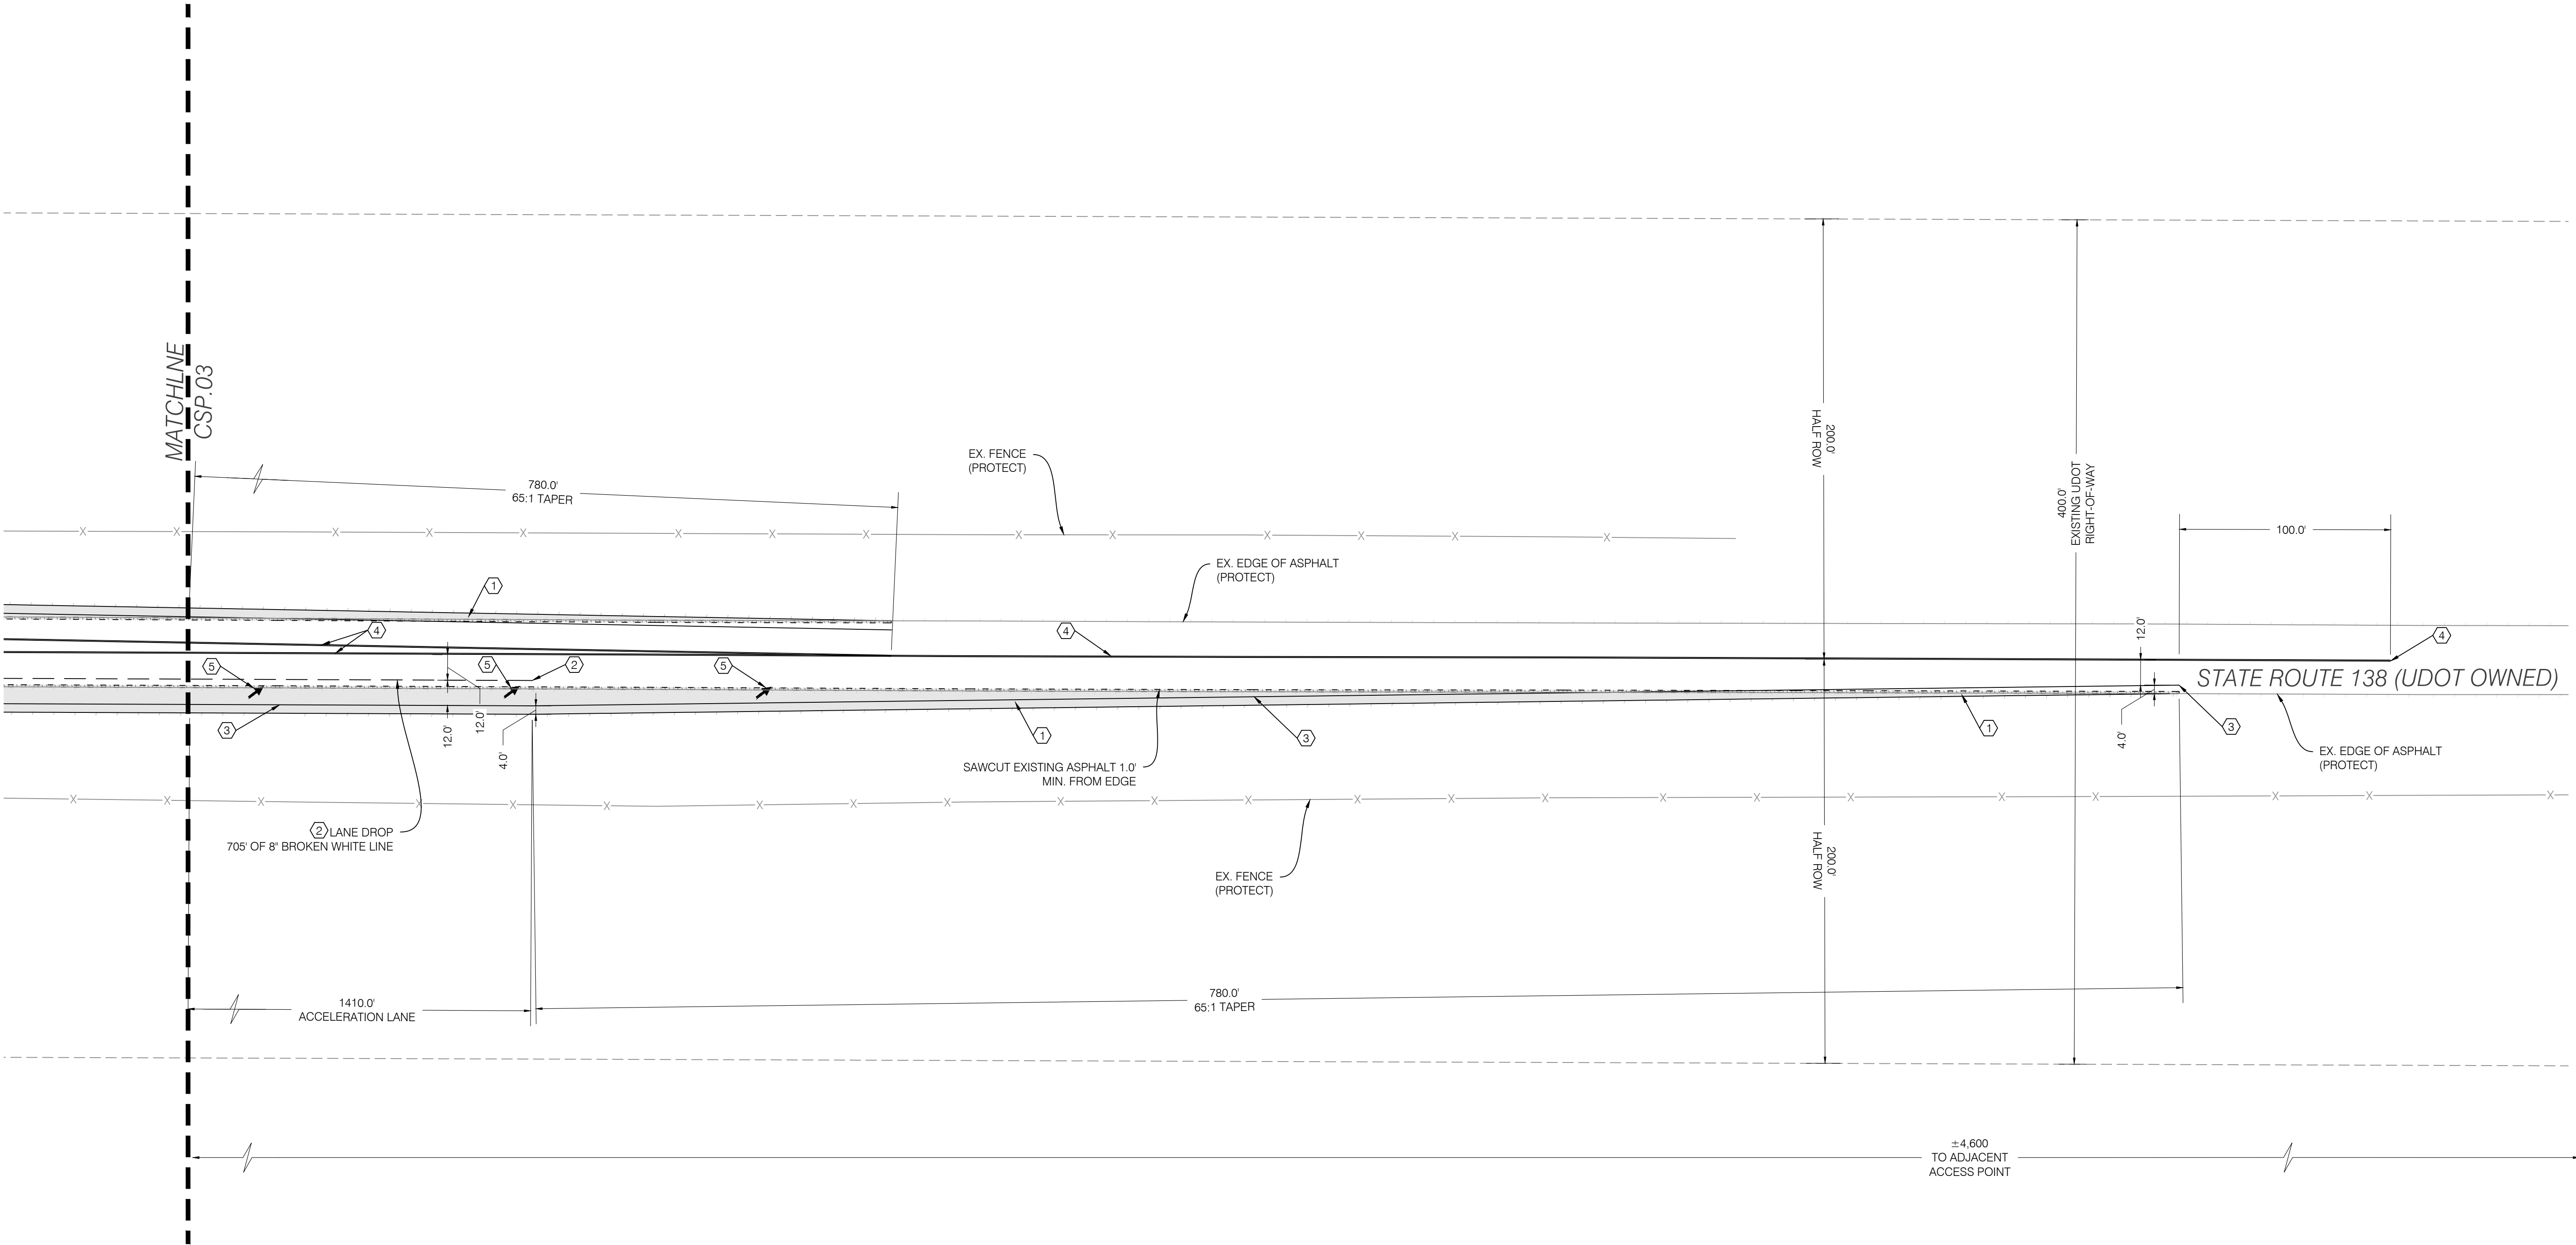 MATCHLNE
CSP.03
780.0'
65:1 TAPER
EX. FENCE
(PROTECT)
EX. EDGE OF ASPHALT
(PROTECT)
200.0'
HALF ROW
400.0'
EXISTING UDOT
RIGHT-OF-WAY
100.0'
1
4
5
5
2
5
4
12.0'
4
STATE ROUTE 138 (UDOT OWNED)
3
12.0'
12.0'
4.0'
1
3
1
4.0'
3
SAWCUT EXISTING ASPHALT 1.0'
MIN. FROM EDGE
EX. EDGE OF ASPHALT
(PROTECT)
2 LANE DROP
705' OF 8" BROKEN WHITE LINE
EX. FENCE
(PROTECT)
200.0'
HALF ROW
1410.0'
ACCELERATION LANE
780.0'
65:1 TAPER
±4,600
TO ADJACENT
ACCESS POINT